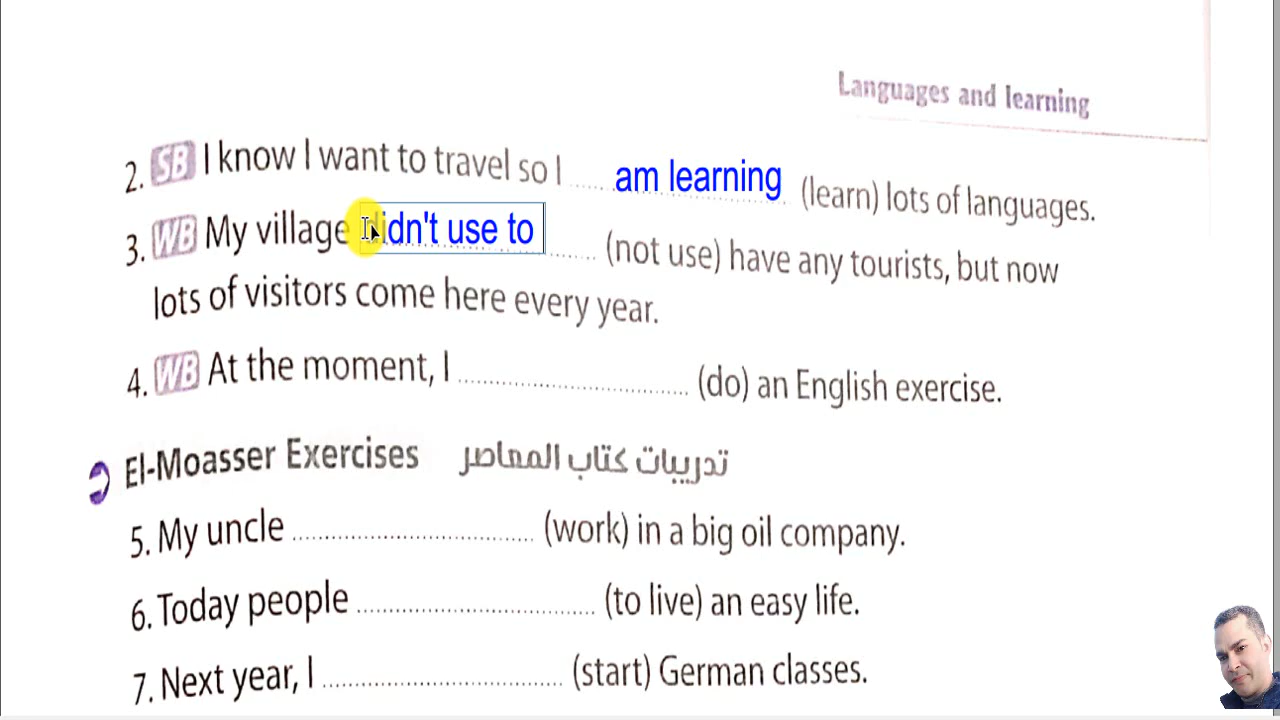 Languages and learning
2. SB I know I want to travel so I ........ am learning (learn) lots of languages.
3. WB My village didn't use to ........ (not use) have any tourists, but now
lots of visitors come here every year.
4. WB At the moment, I ........................................ (do) an English exercise.
El-Moasser Exercises تدريبات كتاب المعاصر
5. My uncle ........................................ (work) in a big oil company.
6. Today people ........................................ (to live) an easy life.
7. Next year, I ........................................ (start) German classes.